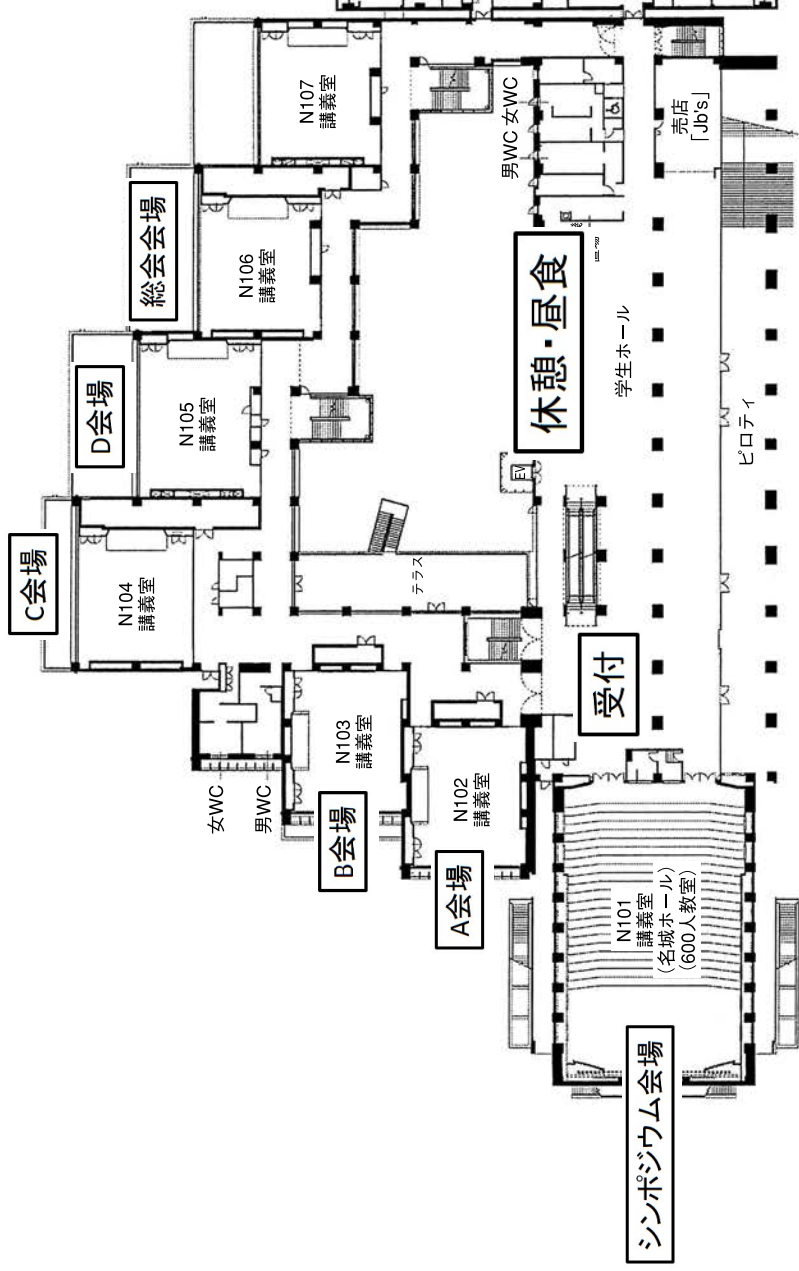 C会場
D会場
総会会場
N104
講義室
N105
講義室
N106
講義室
N107
講義室
女WC
男WC
B会場
N103
講義室
A会場
N102
講義室
テラス
EV
男WC 女WC
休憩・昼食
受付
学生ホール
売店
「Jb's」
ピロティ
シンポジウム会場
N101
講義室
(名城ホール)
(600人教室)